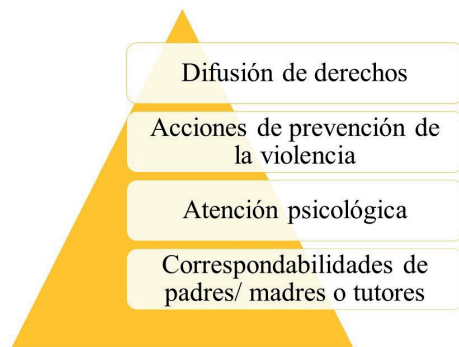 Difusión de derechos
Acciones de prevención de
la violencia
Atención psicológica
Correspondabilidades de
padres/ madres o tutores